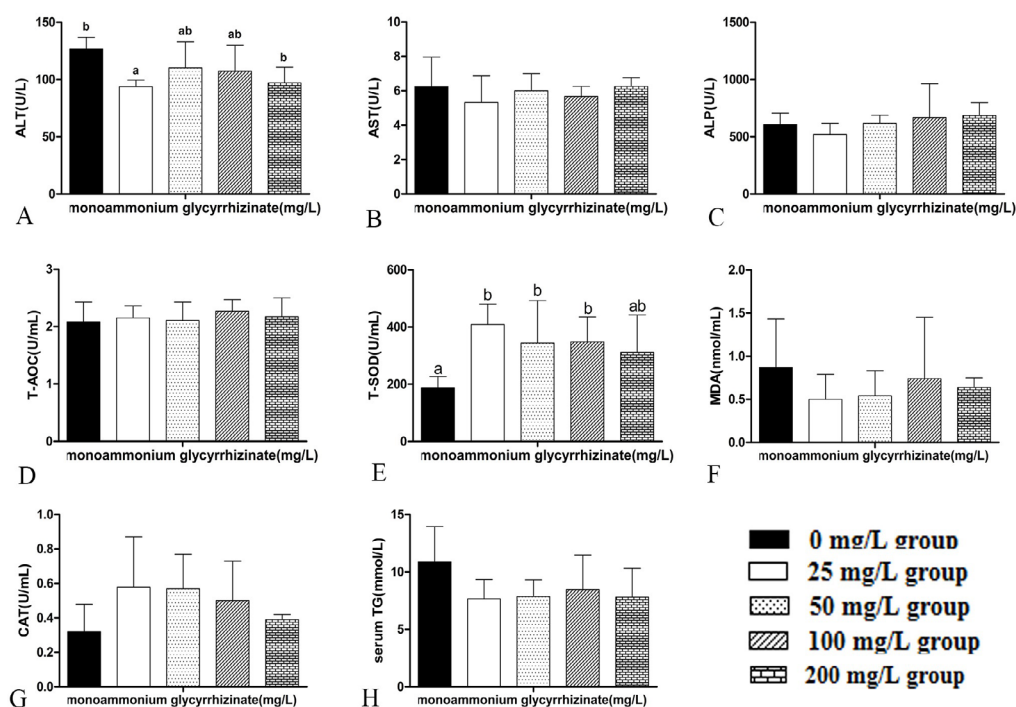 b
a
ab
ab
b
150
100
50
0
ALT(U/L)
monoammonium glycyrrhizinate(mg/L)
A
10
8
6
4
2
0
AST(U/L)
monoammonium glycyrrhizinate(mg/L)
B
1500
1000
500
0
ALP(U/L)
monoammonium glycyrrhizinate(mg/L)
C
3
2
1
0
T-AOC(U/mL)
monoammonium glycyrrhizinate(mg/L)
D
a
b
b
b
ab
600
400
200
0
T-SOD(U/mL)
monoammonium glycyrrhizinate(mg/L)
E
2.0
1.5
1.0
0.5
0.0
MDA(nmol/mL)
monoammonium glycyrrhizinate(mg/L)
F
1.0
0.8
0.6
0.4
0.2
0.0
CAT(U/mL)
monoammonium glycyrrhizinate(mg/L)
G
15
10
5
0
serum TG(mmol/L)
monoammonium glycyrrhizinate(mg/L)
H
0 mg/L group
25 mg/L group
50 mg/L group
100 mg/L group
200 mg/L group